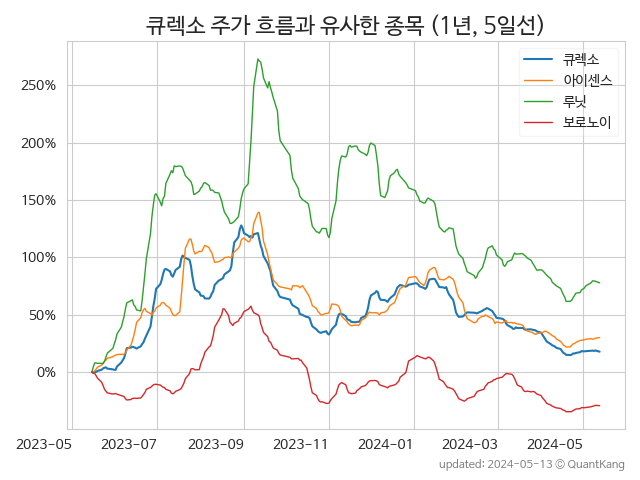 큐렉소 주가 흐름과 유사한 종목 (1년, 5일선)
큐렉소
아이센스
루닛
보로노이
250%
200%
150%
100%
50%
0%
2023-05 2023-07 2023-09 2023-11 2024-01 2024-03 2024-05
updated: 2024-05-13 © QuantKang